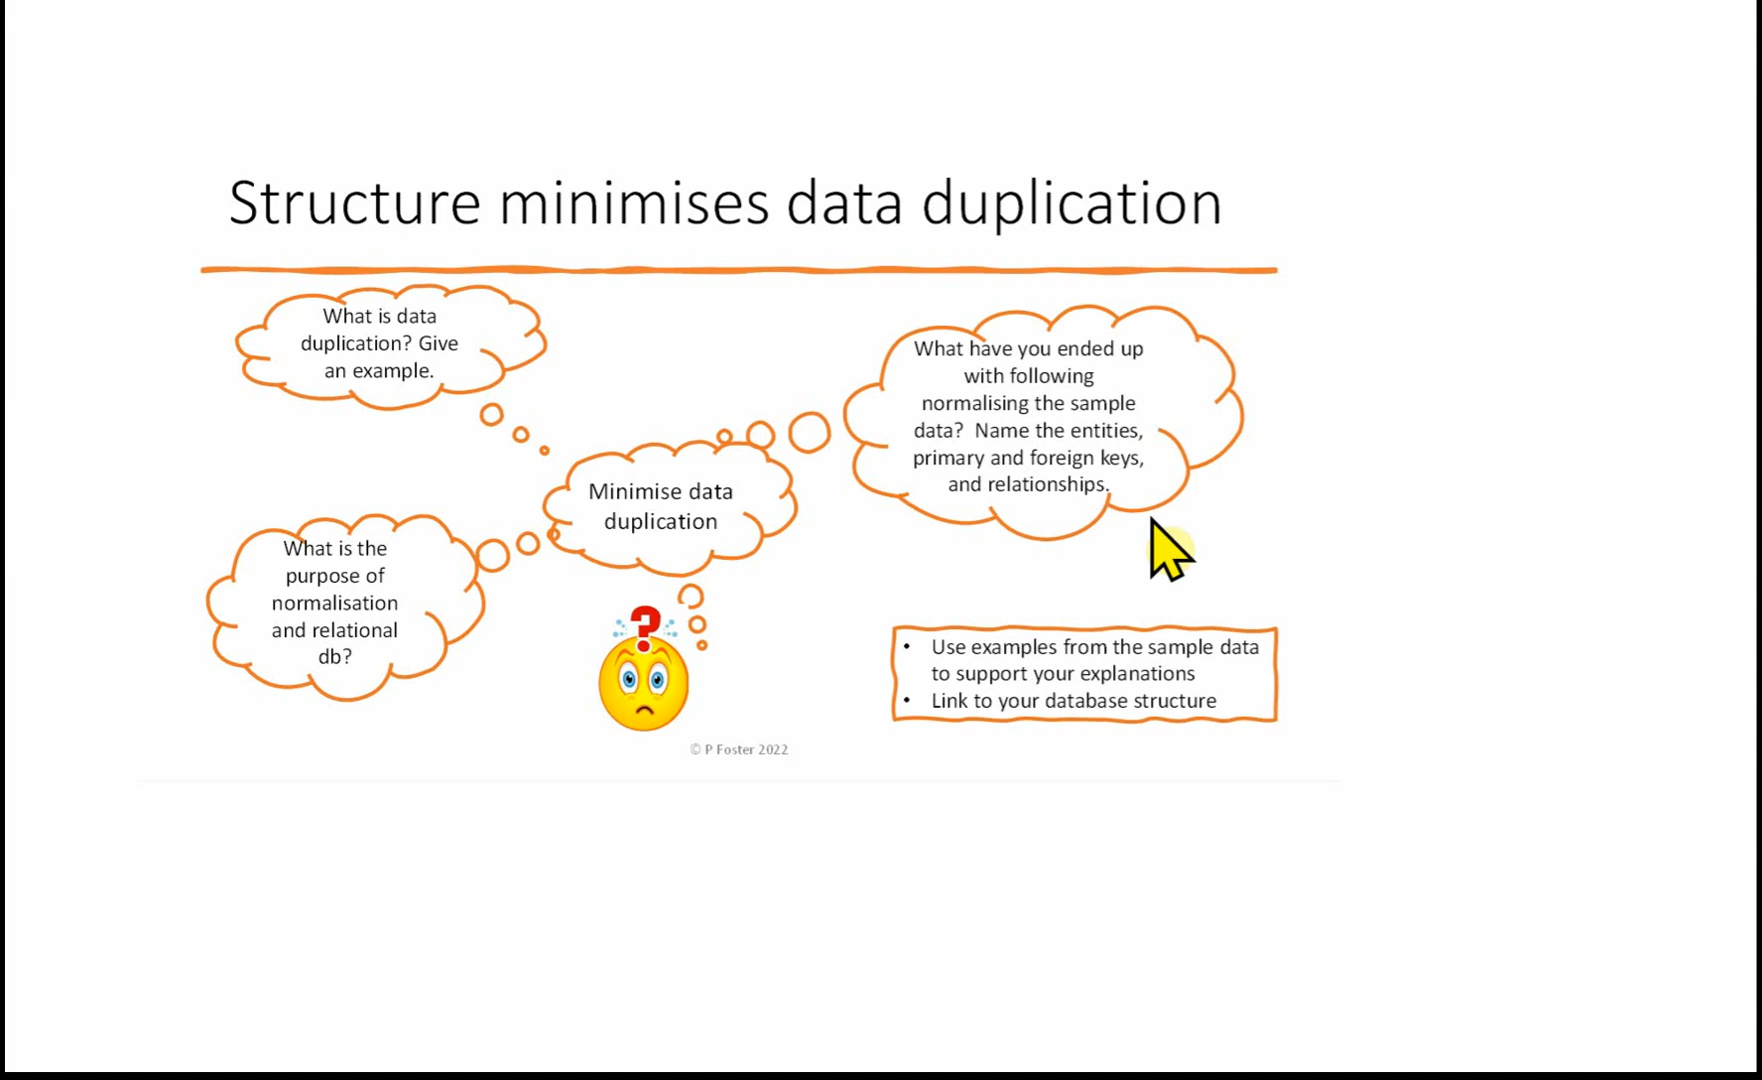 Structure minimises data duplication
What is data
duplication? Give
an example.
What have you ended up
with following
normalising the sample
data? Name the entities,
primary and foreign keys,
and relationships.
Minimise data
duplication
What is the
purpose of
normalisation
and relational
db?
?
• Use examples from the sample data
to support your explanations
• Link to your database structure
© P Foster 2022